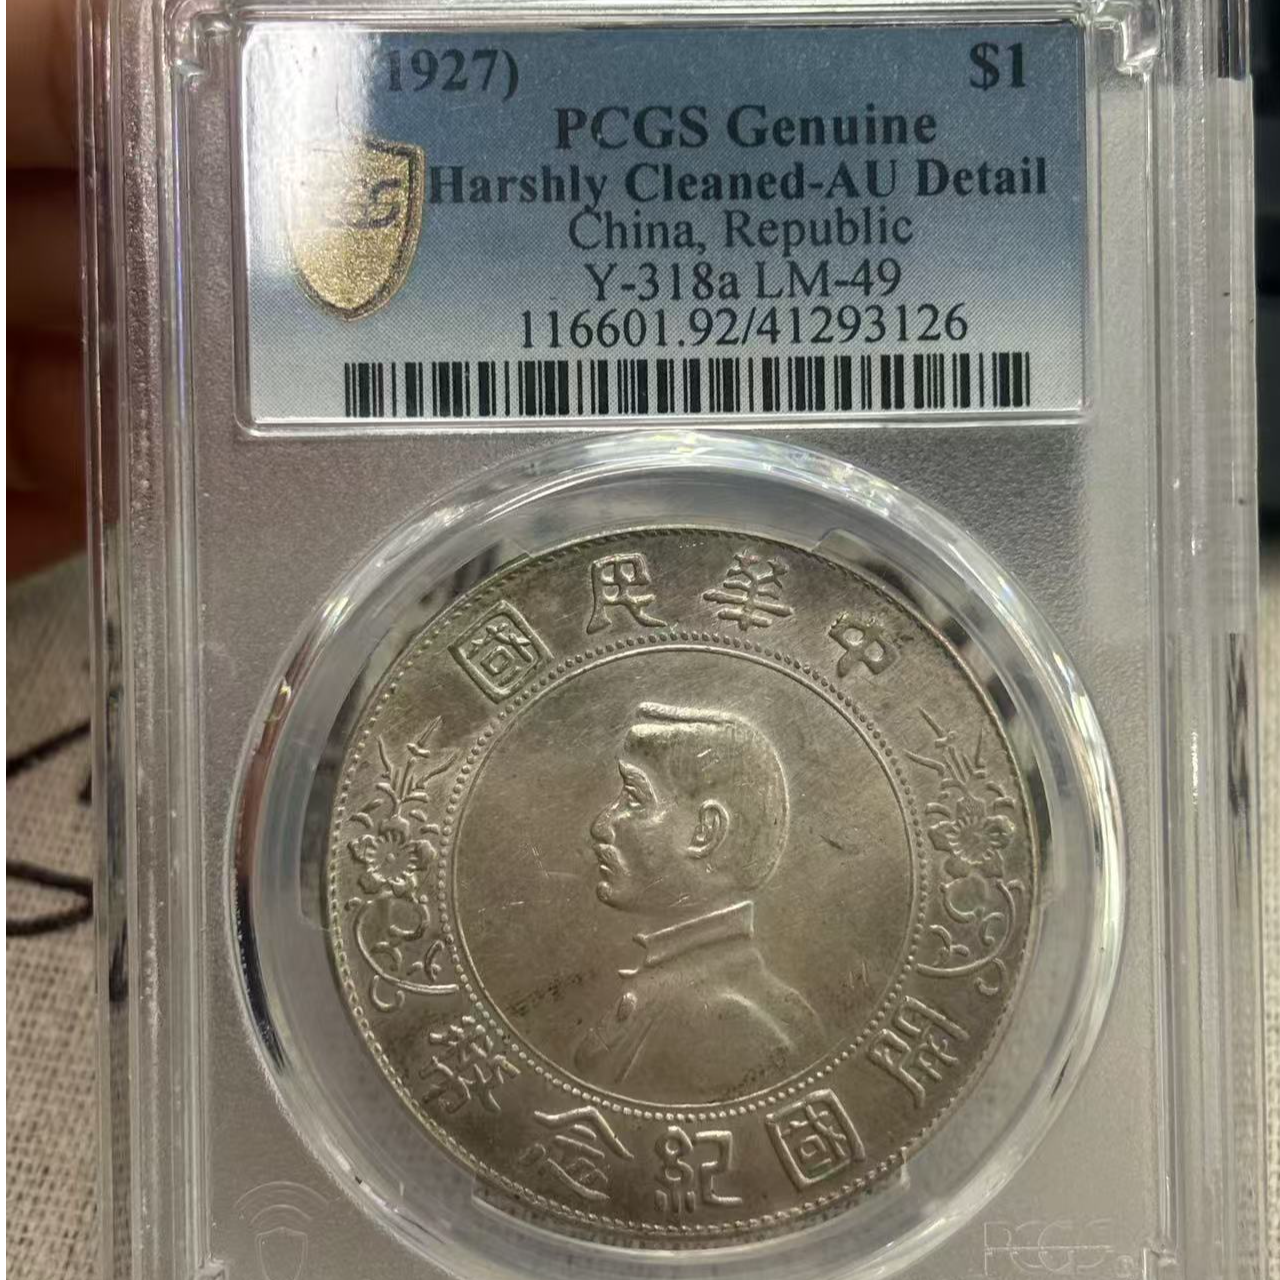 1927) $1
PCGS Genuine
Harshly Cleaned-AU Detail
China, Republic
Y-318a LM-49
116601.92/41293126
中華民國
開國紀念幣
PCGS